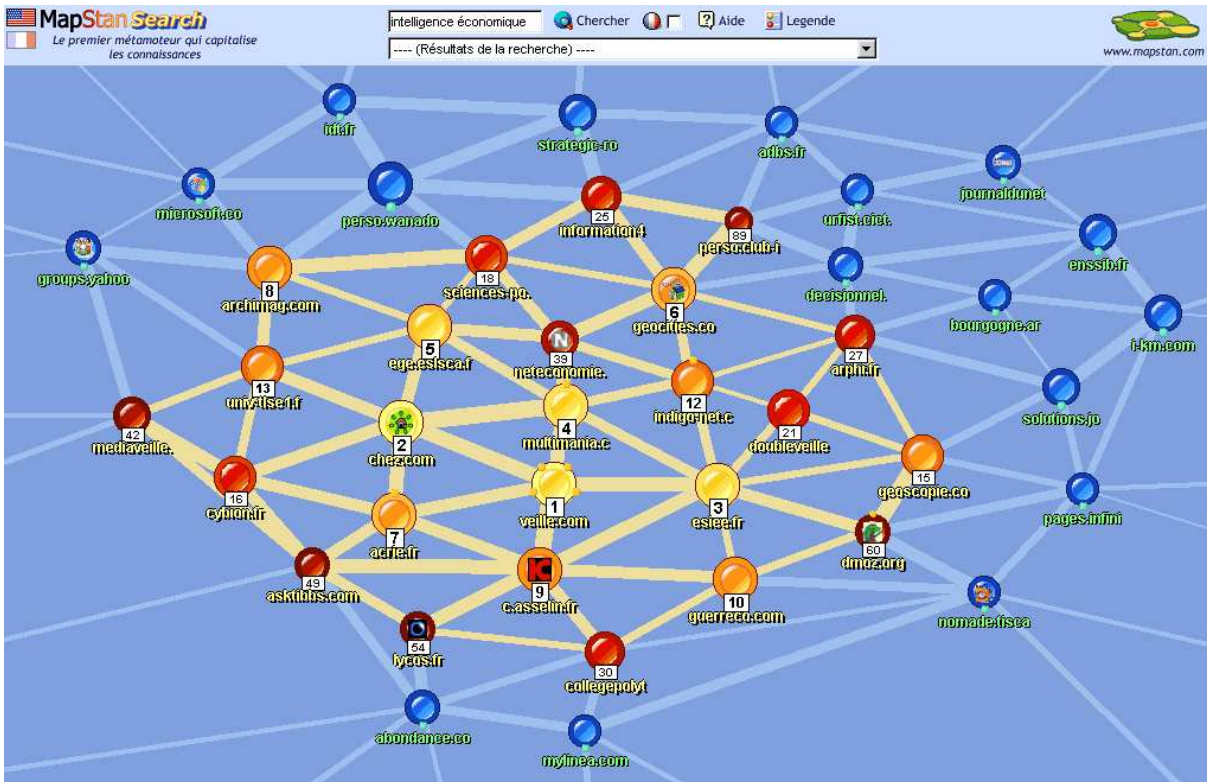 MapStan Search
Le premier métamoteur qui capitalise
les connaissances
intelligence économique
Chercher
Aide
Legende
---- (Résultats de la recherche) ----
www.mapstan.com
idt.fr
strategic-ro
adbs.fr
journaldunet
microsoft.co
perso.wanado
urfist.cict.
25
information4
89
perso.club-i
groups.yahoo
enssib.fr
8
archimag.com
18
sciences-po.
6
geocities.co
decisionnel.
bourgogne.ar
i-km.com
5
ege.eslsca.f
N
39
neteconomie.
27
arphi.fr
13
univ-tlse1.f
12
indigo-net.c
solutions.jo
42
mediaveille.
2
chez.com
4
multimania.c
21
doubleveille
16
cybion.fr
15
geoscopie.co
1
veille.com
3
esiee.fr
pages.infini
7
acrie.fr
60
dmoz.org
49
asktibbs.com
K
9
c.asselin.fr
10
guerreco.com
nomade.tisca
54
lycos.fr
30
collegepolyt
abondance.co
mylinea.com